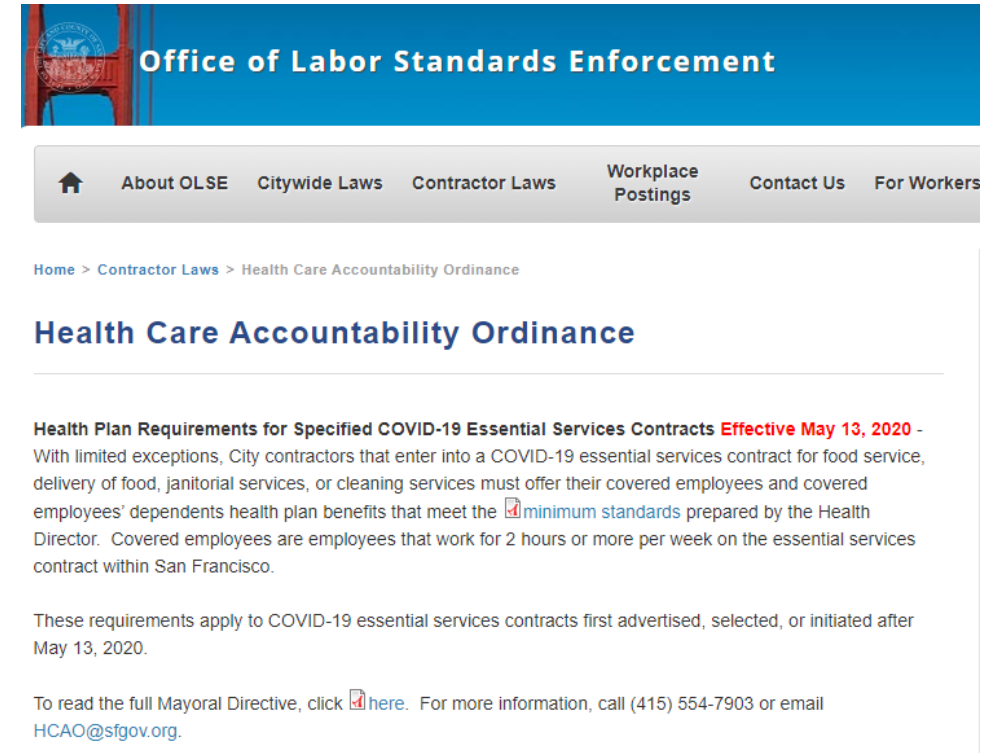 Office of Labor Standards Enforcement
About OLSE Citywide Laws Contractor Laws Workplace Postings Contact Us For Workers
Home > Contractor Laws > Health Care Accountability Ordinance
Health Care Accountability Ordinance
Health Plan Requirements for Specified COVID-19 Essential Services Contracts Effective May 13, 2020 -
With limited exceptions, City contractors that enter into a COVID-19 essential services contract for food service,
delivery of food, janitorial services, or cleaning services must offer their covered employees and covered
employees' dependents health plan benefits that meet the minimum standards prepared by the Health
Director. Covered employees are employees that work for 2 hours or more per week on the essential services
contract within San Francisco.
These requirements apply to COVID-19 essential services contracts first advertised, selected, or initiated after
May 13, 2020.
To read the full Mayoral Directive, click here. For more information, call (415) 554-7903 or email
HCAO@sfgov.org.